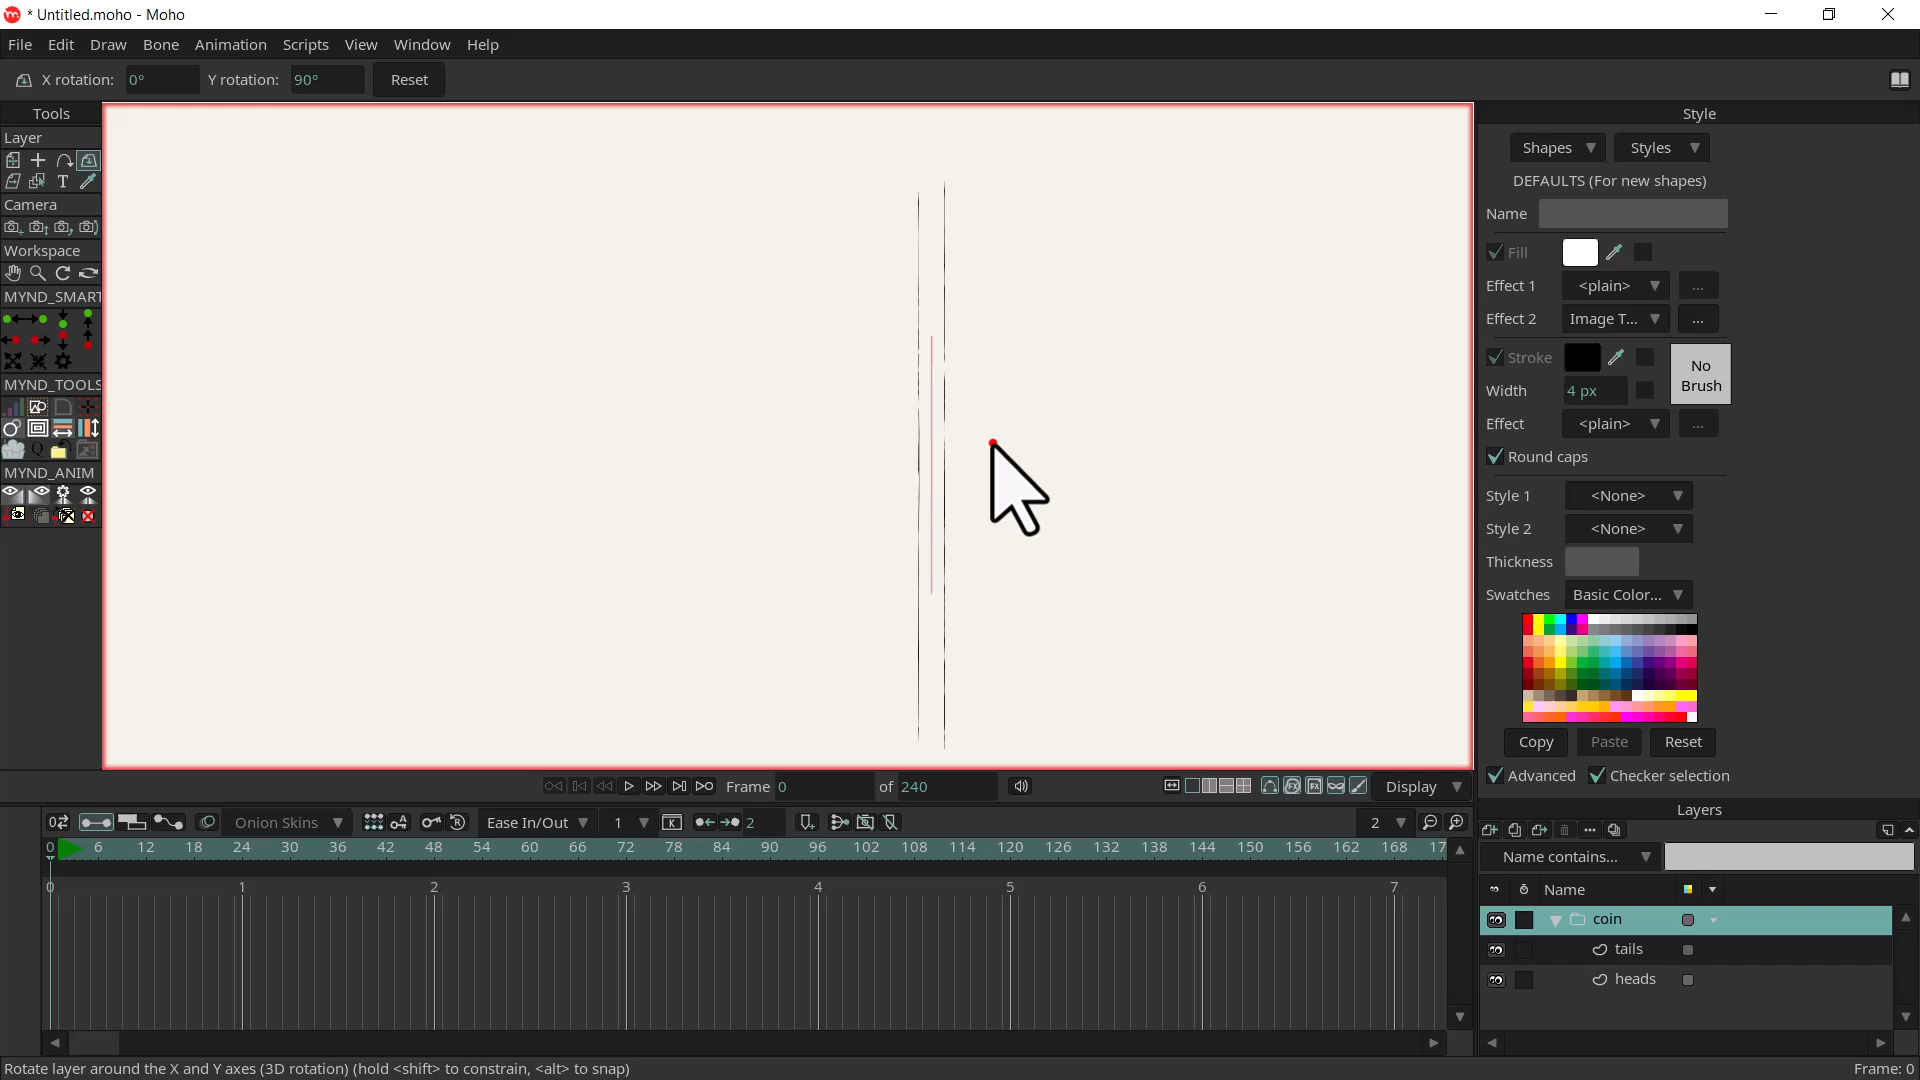 * Untitled.moho - Moho
File Edit Draw Bone Animation Scripts View Window Help
X rotation: 0° Y rotation: 90° Reset
Tools
Layer
T
Camera
Workspace
MYND_SMART
MYND_TOOLS
Q
MYND_ANIM
Style
Shapes Styles
DEFAULTS (For new shapes)
Name
Fill
Effect 1 <plain> ...
Effect 2 Image T... ...
Stroke
No Brush
Width 4 px
Effect <plain> ...
Round caps
Style 1 <None>
Style 2 <None>
Thickness
Swatches Basic Color...
Copy Paste Reset
Advanced Checker selection
Frame 0 of 240 Display
Onion Skins Ease In/Out 1 K 2 2
0 6 12 18 24 30 36 42 48 54 60 66 72 78 84 90 96 102 108 114 120 126 132 138 144 150 156 162 168 17
0 1 2 3 4 5 6 7
Layers
Name contains...
Name
coin
tails
heads
Rotate layer around the X and Y axes (3D rotation) (hold <shift> to constrain, <alt> to snap) Frame: 0